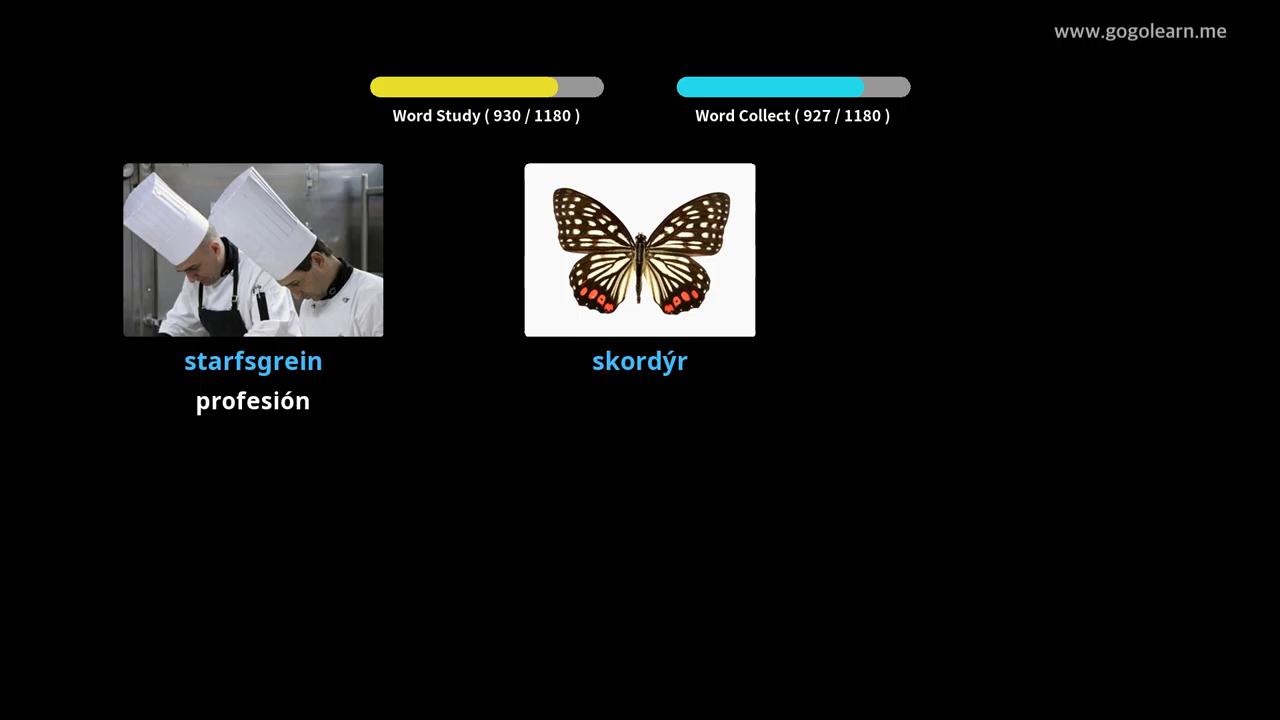 www.gogolearn.me
Word Study ( 930 / 1180 )
Word Collect ( 927 / 1180 )
starfsgrein
profesión
skordýr